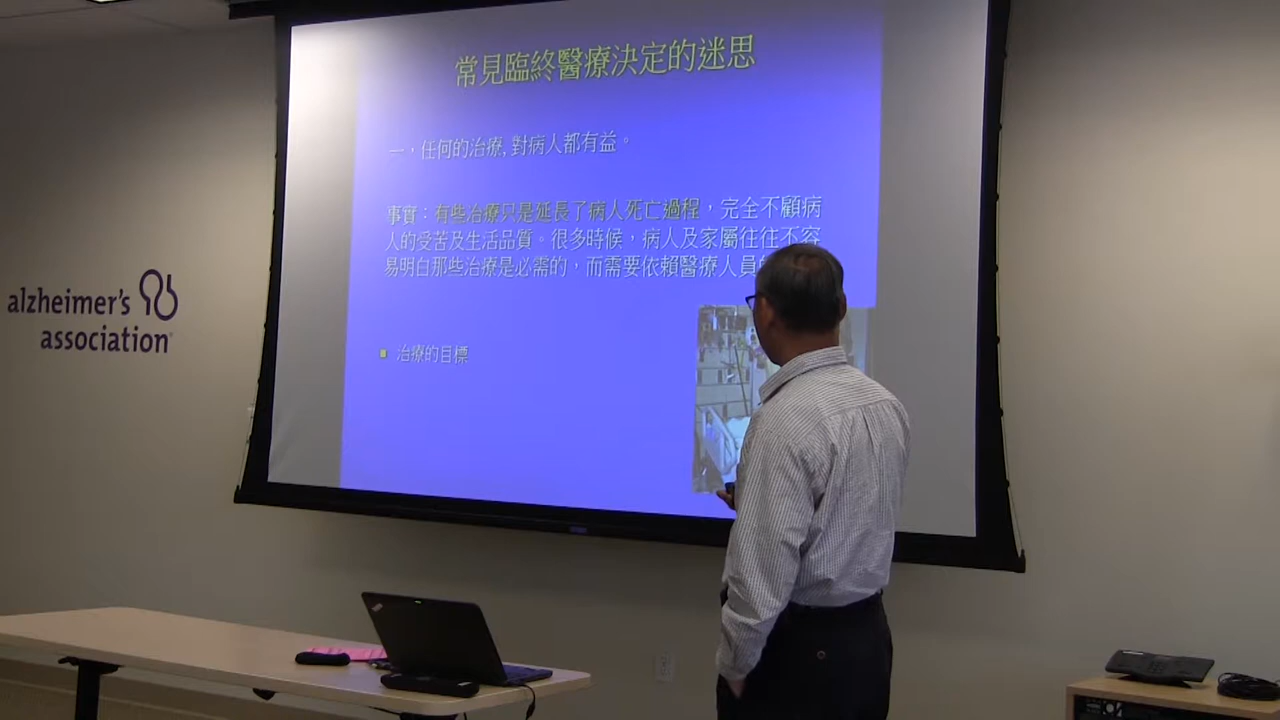 常見臨終醫療決定的迷思
一，任何的治療, 對病人都有益。
事實：有些治療只是延長了病人死亡過程，完全不顧病
人的受苦及生活品質。很多時候，病人及家屬往往不容
易明白那些治療是必需的，而需要依賴醫療人員
治療的目標
alzheimer's
association